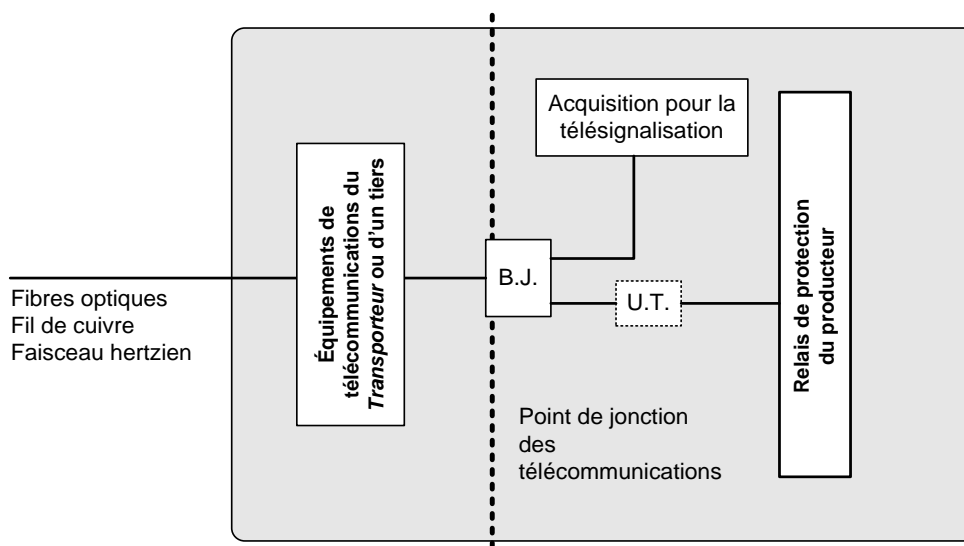 Acquisition pour la
télésignalisation
Équipements de
télécommunications du
Transporteur ou d'un tiers
B.J.
U.T.
Relais de protection
du producteur
Fibres optiques
Fil de cuivre
Faisceau hertzien
Point de jonction
des
télécommunications